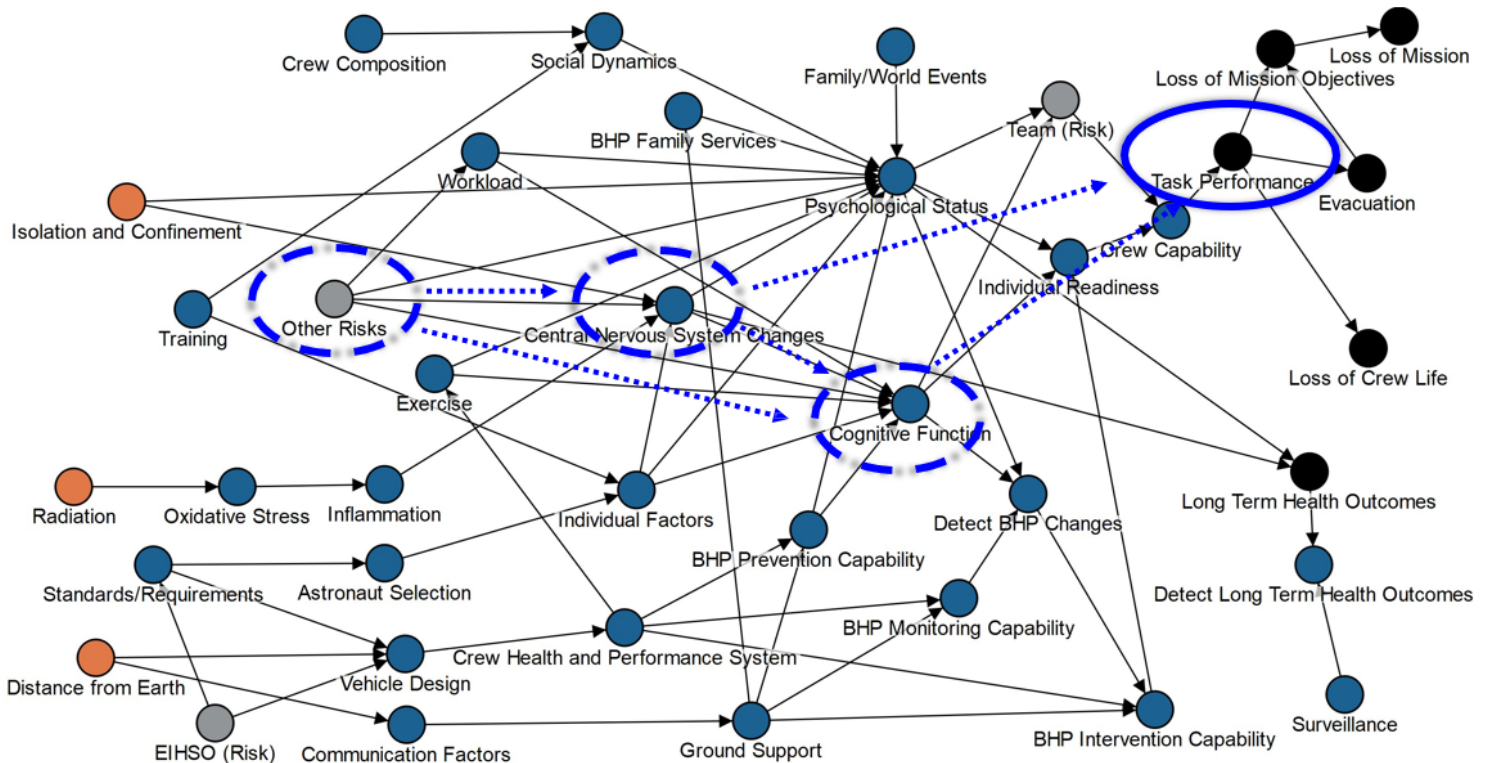 Loss of Mission
Crew Composition
Social Dynamics
Family/World Events
Loss of Mission Objectives
BHP Family Services
Team (Risk)
Workload
Task Performance
Psychological Status
Evacuation
Isolation and Confinement
Crew Capability
Individual Readiness
Other Risks
Training
Central Nervous System Changes
Loss of Crew Life
Exercise
Cognitive Function
Long Term Health Outcomes
Radiation
Oxidative Stress
Inflammation
Individual Factors
Detect BHP Changes
BHP Prevention Capability
Standards/Requirements
Astronaut Selection
Detect Long Term Health Outcomes
BHP Monitoring Capability
Crew Health and Performance System
Distance from Earth
Vehicle Design
Surveillance
EIHSO (Risk)
Communication Factors
Ground Support
BHP Intervention Capability